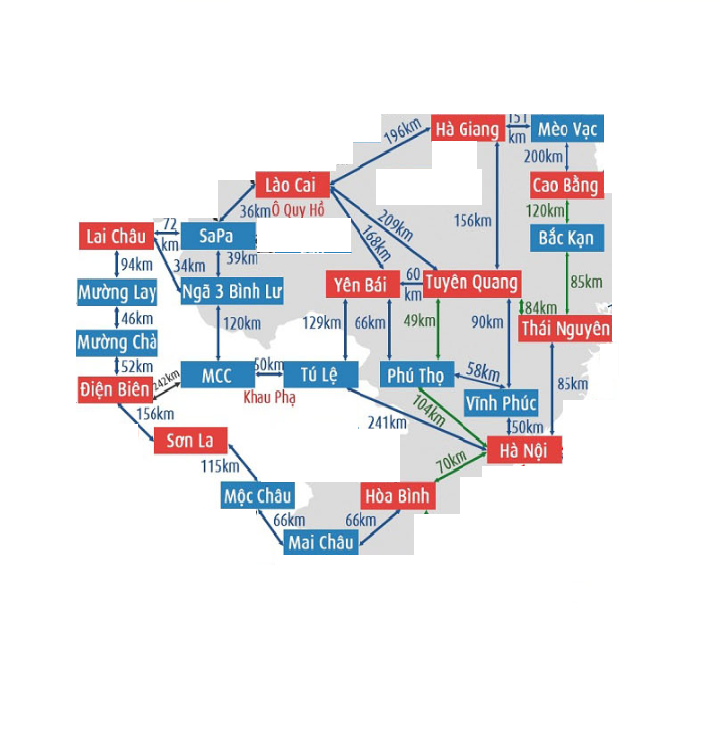 Hà Giang
151
km
Mèo Vạc
196km
200km
Lào Cai
Cao Bằng
36km
Ô Quy Hồ
209km
156km
120km
Lai Châu
72
km
SaPa
168km
Bắc Kạn
94km
34km
39km
Yên Bái
60
km
Tuyên Quang
85km
Mường Lay
Ngã 3 Bình Lư
84km
46km
120km
129km
66km
49km
90km
Thái Nguyên
Mường Chà
52km
242km
MCC
50km
Tú Lệ
Phú Thọ
58km
85km
Điện Biên
Khau Phạ
Vĩnh Phúc
156km
104km
241km
50km
Sơn La
Hà Nội
115km
70km
Mộc Châu
Hòa Bình
66km
66km
Mai Châu